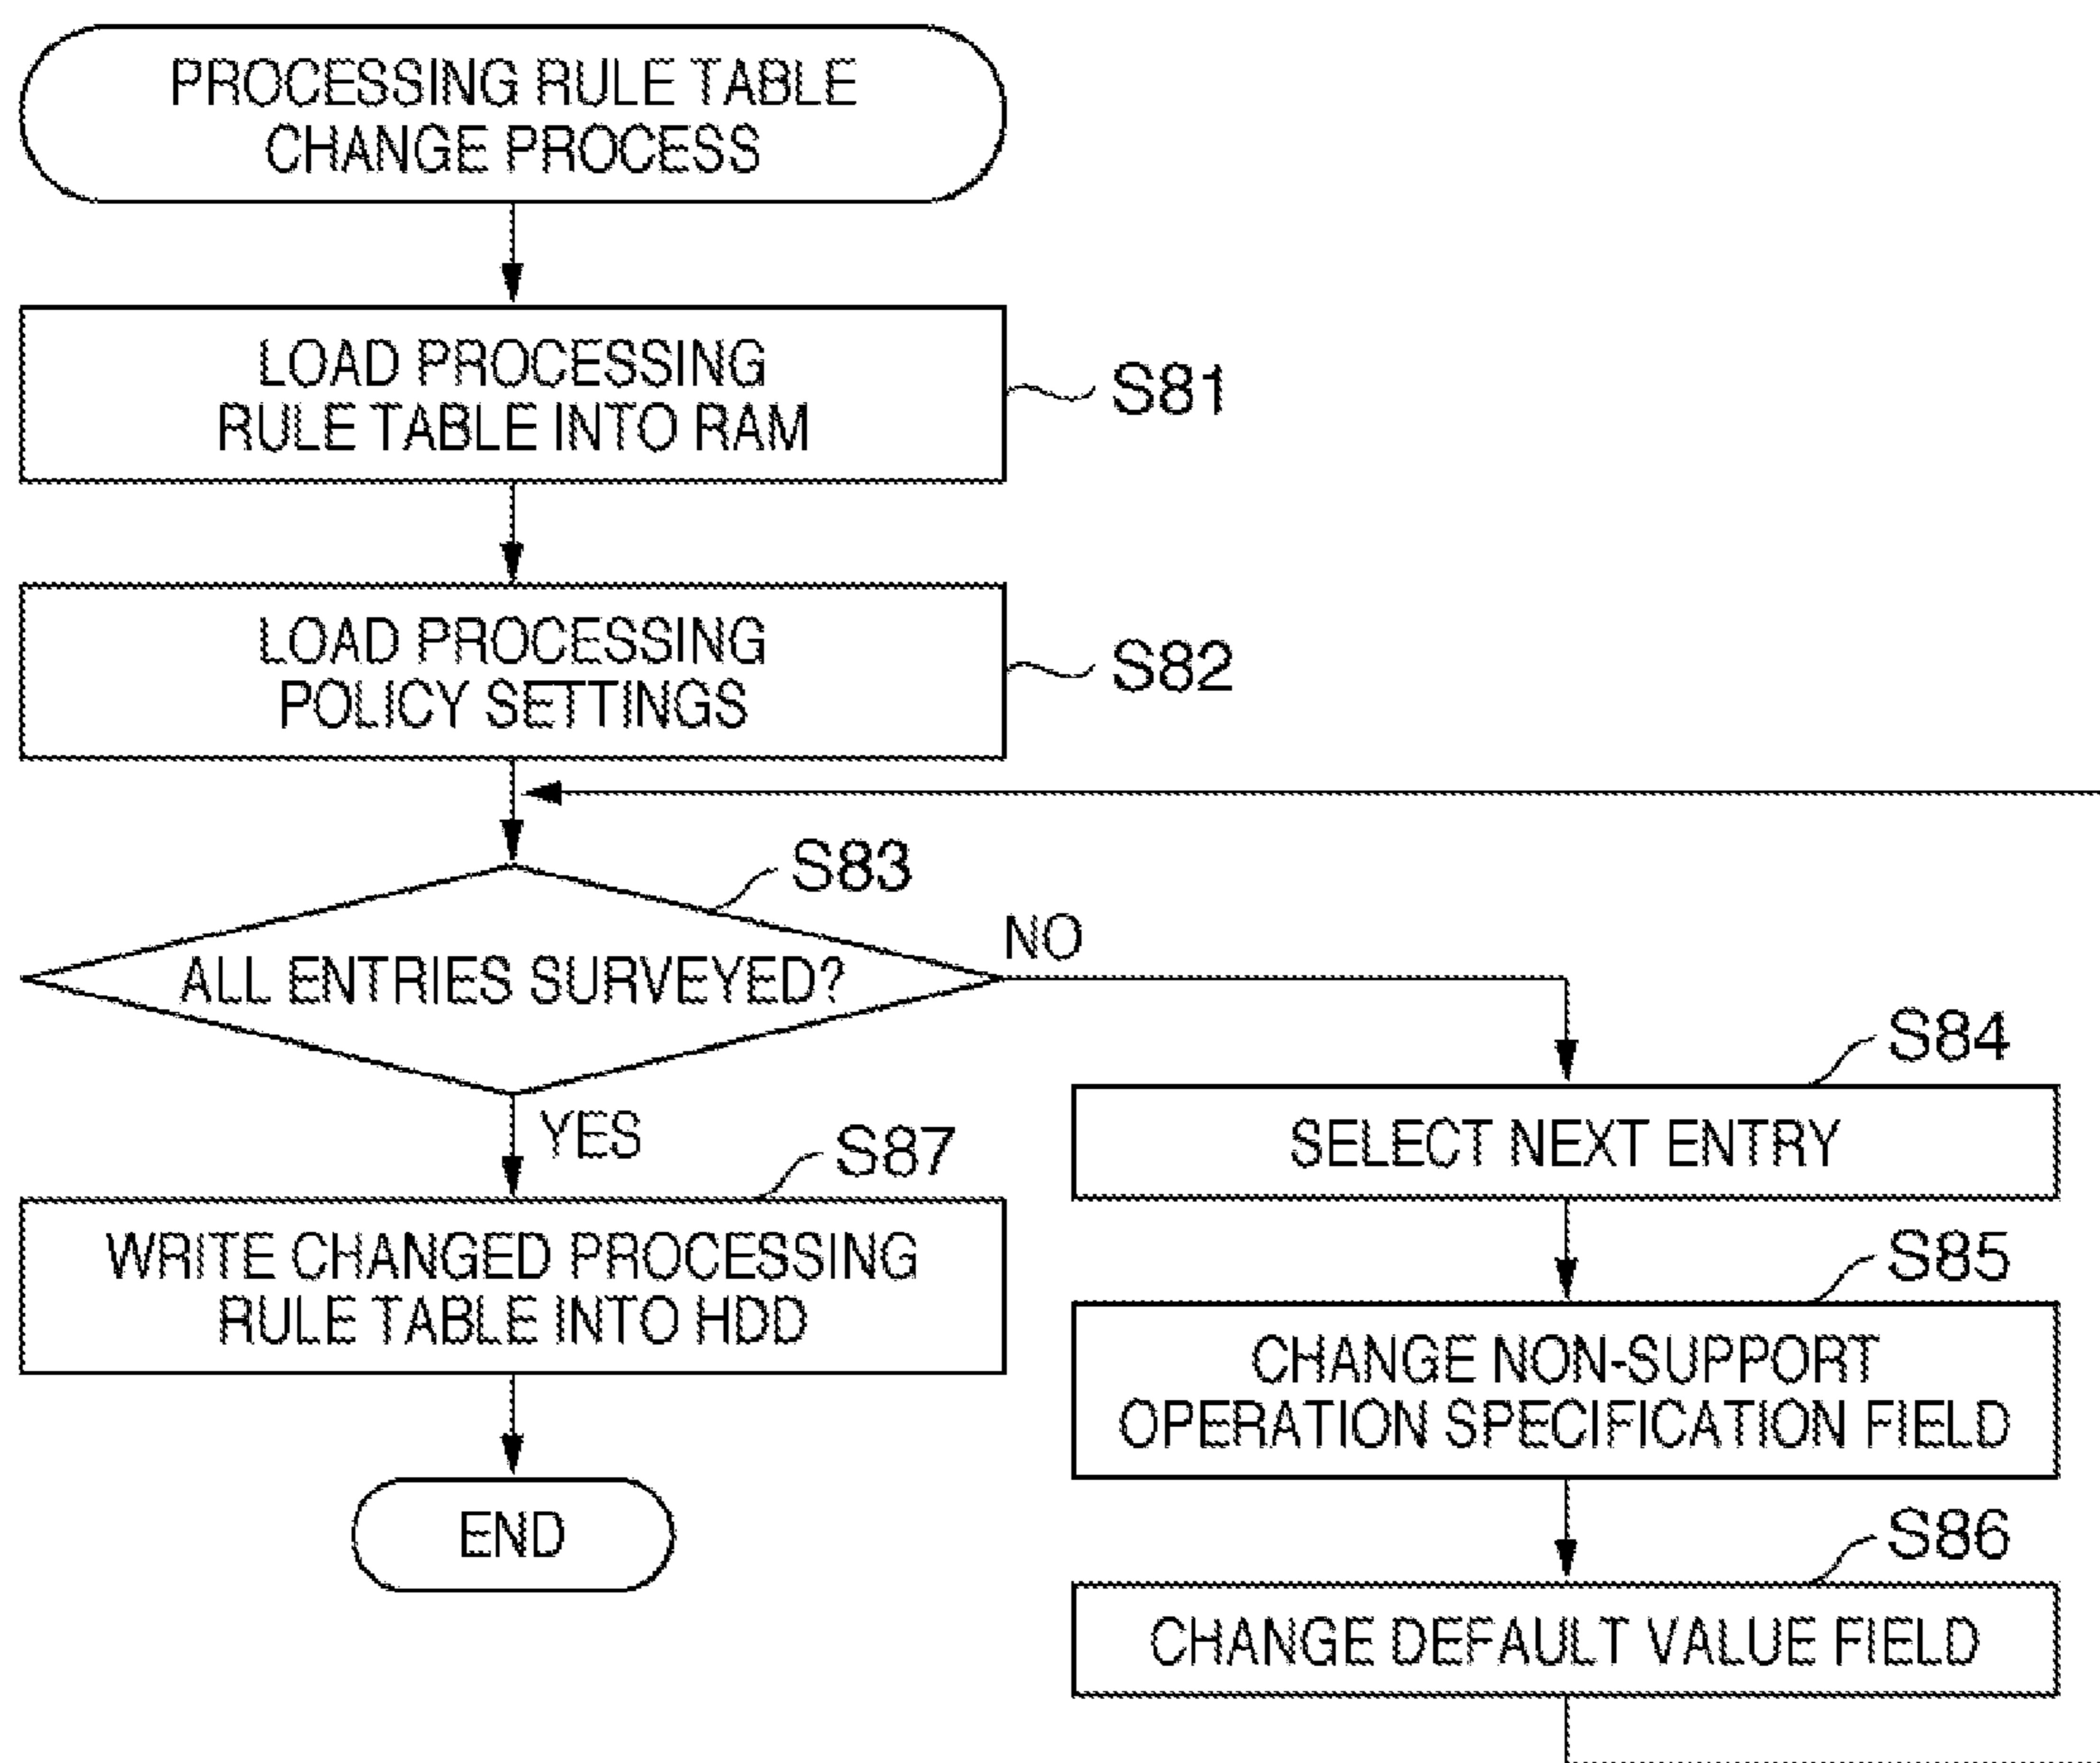 PROCESSING RULE TABLE
CHANGE PROCESS
LOAD PROCESSING
RULE TABLE INTO RAM
S81
LOAD PROCESSING
POLICY SETTINGS
S82
S83
ALL ENTRIES SURVEYED?
NO
YES
S84
SELECT NEXT ENTRY
S85
CHANGE NON-SUPPORT
OPERATION SPECIFICATION FIELD
S86
CHANGE DEFAULT VALUE FIELD
S87
WRITE CHANGED PROCESSING
RULE TABLE INTO HDD
END